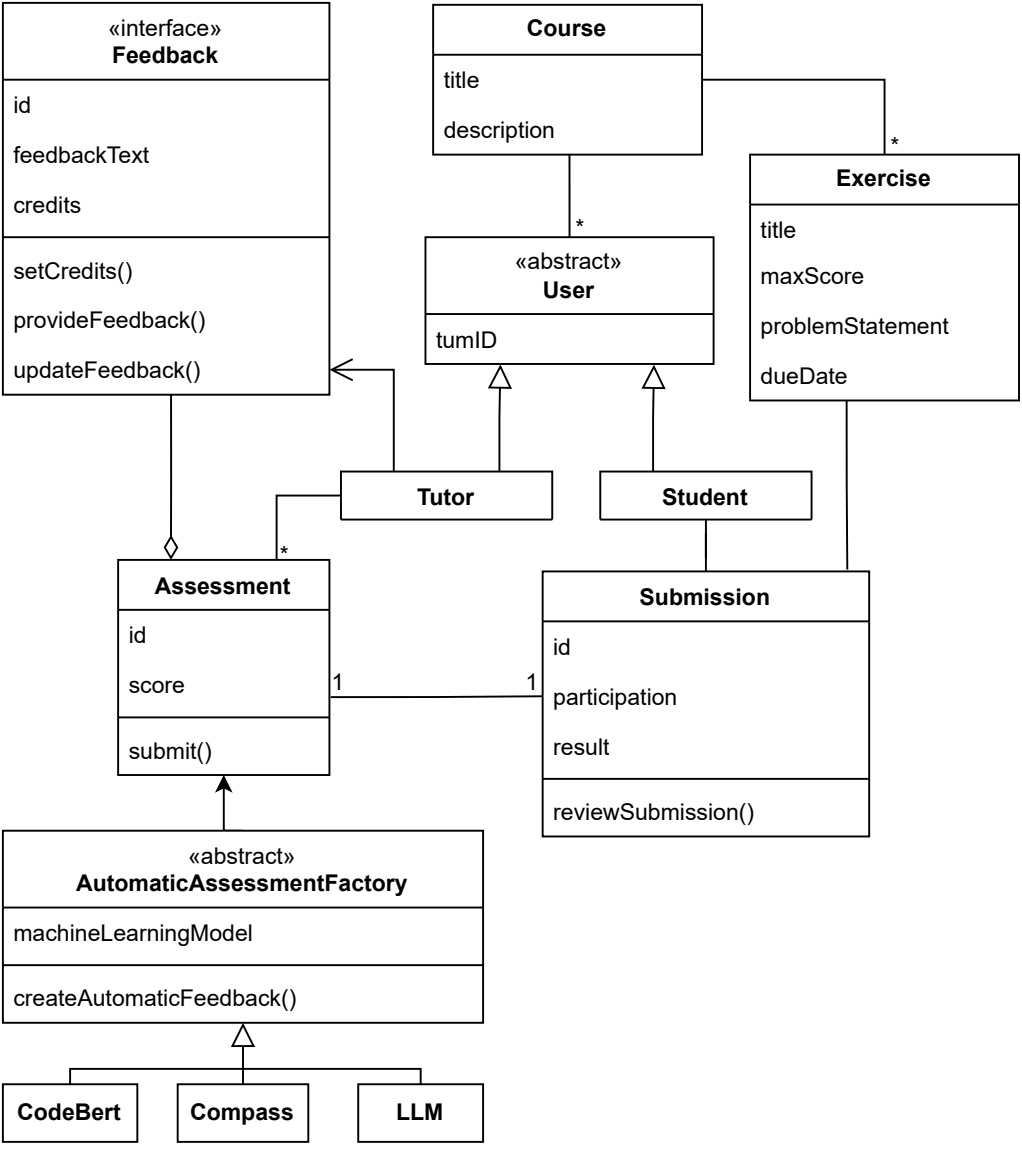 «interface»
Feedback
id
feedbackText
credits
setCredits()
provideFeedback()
updateFeedback()
Course
title
description
*
*
Exercise
title
maxScore
problemStatement
dueDate
«abstract»
User
tumID
Tutor
Student
*
Assessment
id
score
submit()
1
1
Submission
id
participation
result
reviewSubmission()
«abstract»
AutomaticAssessmentFactory
machineLearningModel
createAutomaticFeedback()
CodeBert
Compass
LLM